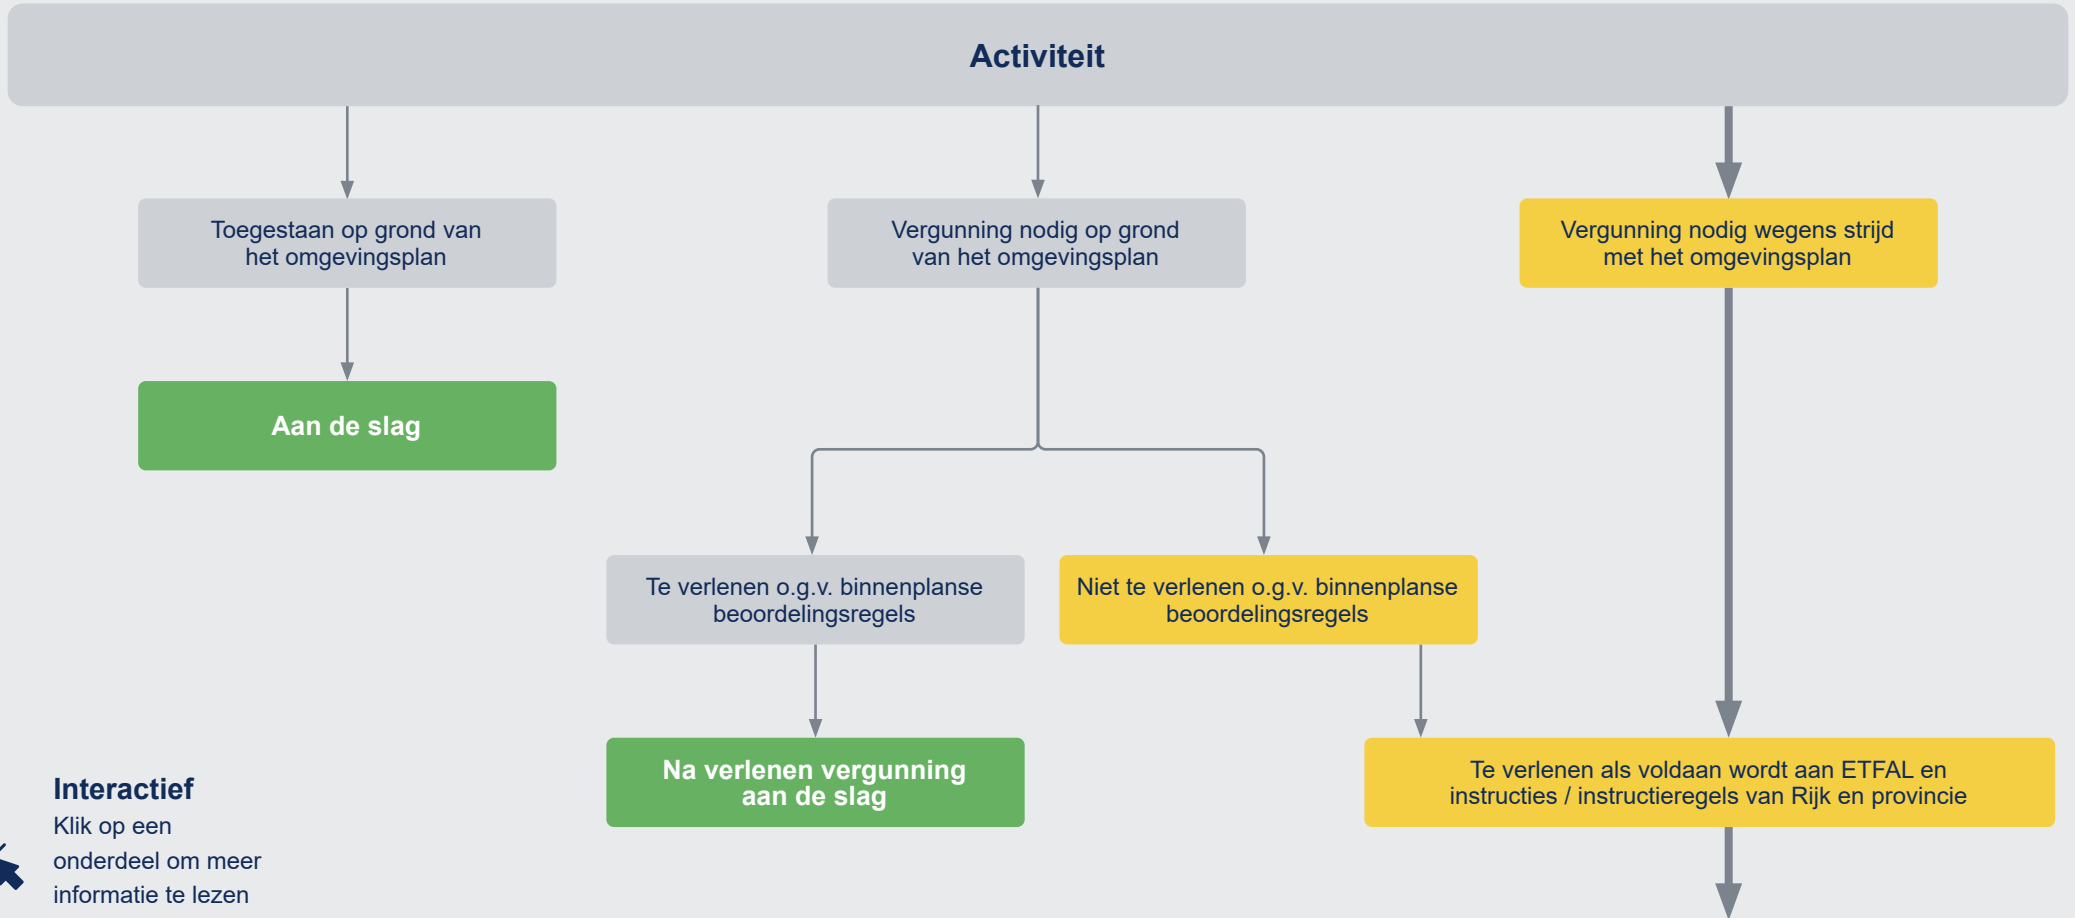 Activiteit
Toegestaan op grond van
het omgevingsplan
Vergunning nodig op grond
van het omgevingsplan
Vergunning nodig wegens strijd
met het omgevingsplan
Aan de slag
Te verlenen o.g.v. binnenplanse
beoordelingsregels
Niet te verlenen o.g.v. binnenplanse
beoordelingsregels
Na verlenen vergunning
aan de slag
Te verlenen als voldaan wordt aan ETFAL en
instructies / instructieregels van Rijk en provincie
Interactief
Klik op een
onderdeel om meer
informatie te lezen